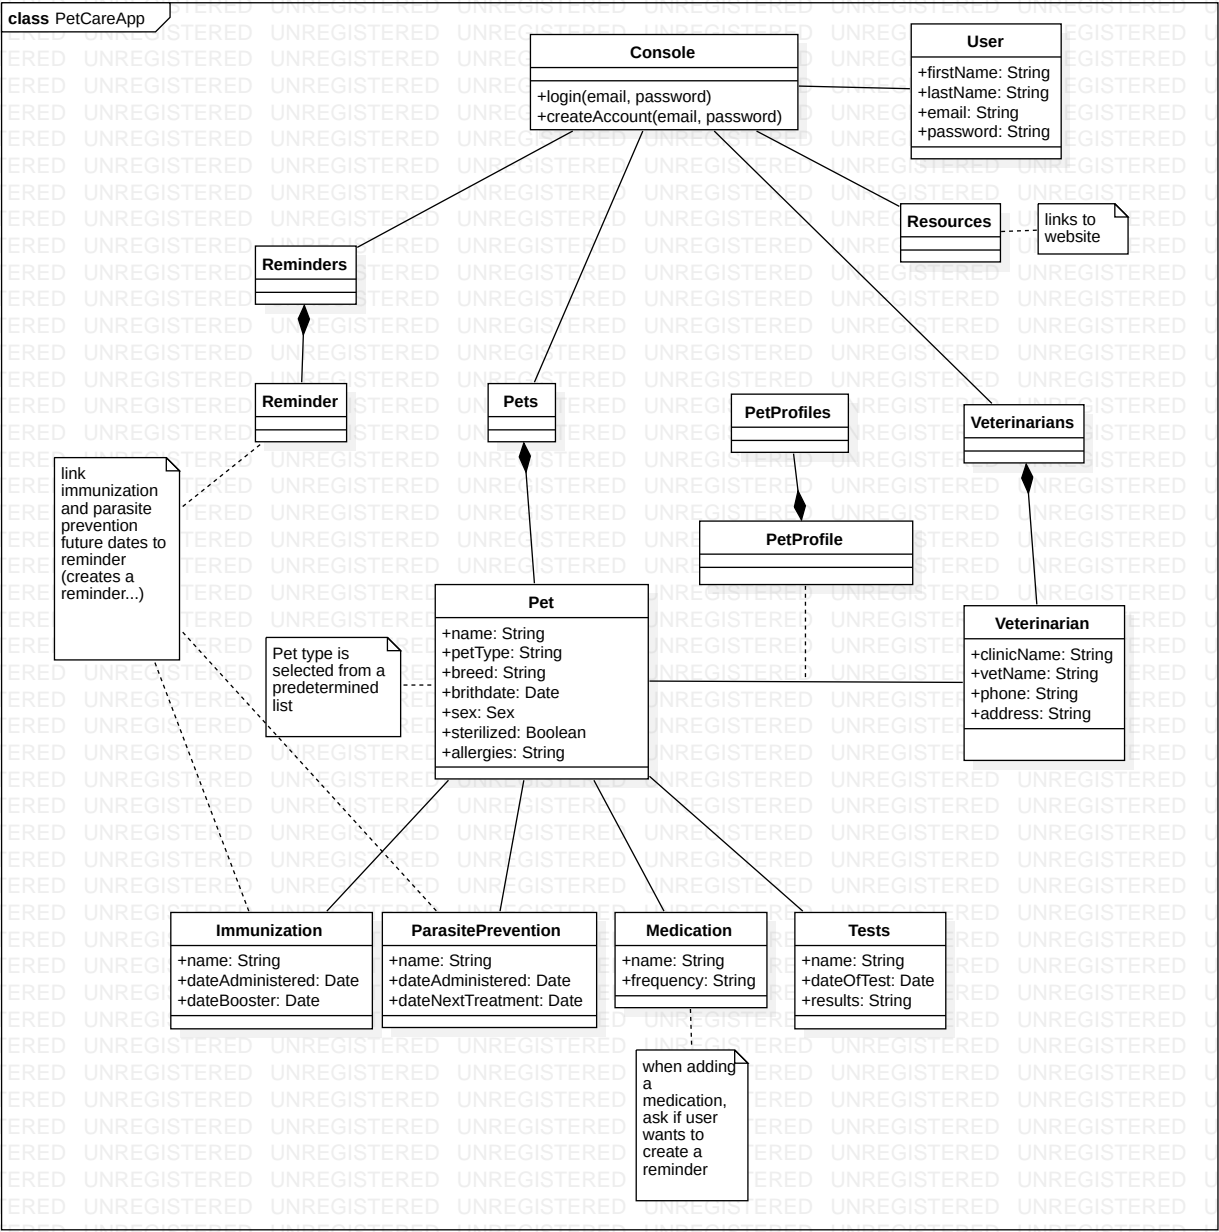 class PetCareApp
Console
+login(email, password)
+createAccount(email, password)
User
+firstName: String
+lastName: String
+email: String
+password: String
Resources
links to
website
Reminders
Reminder
Pets
PetProfiles
Veterinarians
link
immunization
and parasite
prevention
future dates to
reminder
(creates a
reminder...)
PetProfile
Pet
+name: String
+petType: String
+breed: String
+brithdate: Date
+sex: Sex
+sterilized: Boolean
+allergies: String
Pet type is
selected from a
predetermined
list
Veterinarian
+clinicName: String
+vetName: String
+phone: String
+address: String
Immunization
+name: String
+dateAdministered: Date
+dateBooster: Date
ParasitePrevention
+name: String
+dateAdministered: Date
+dateNextTreatment: Date
Medication
+name: String
+frequency: String
Tests
+name: String
+dateOfTest: Date
+results: String
when adding
a
medication,
ask if user
wants to
create a
reminder
UNREGISTERED